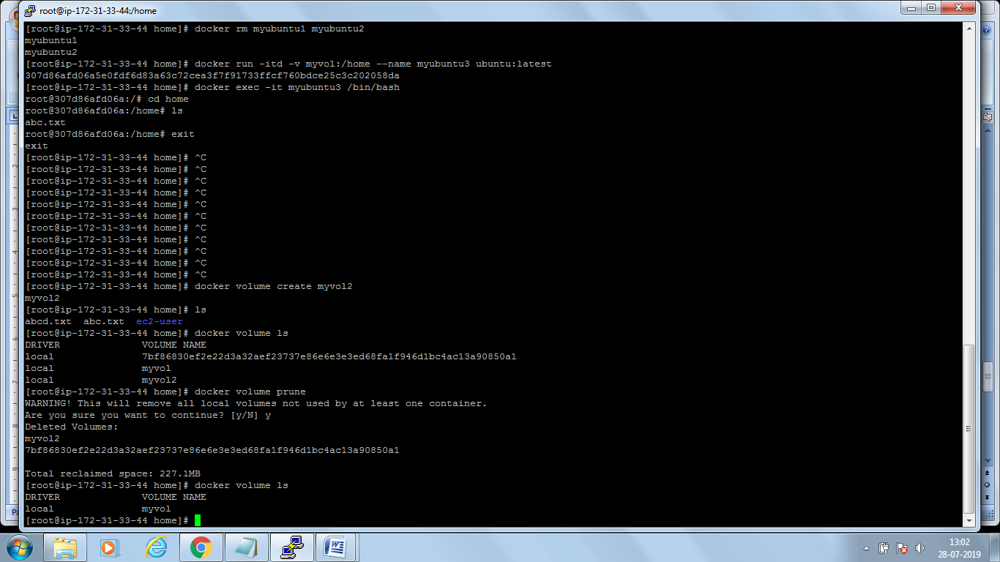 root@ip-172-31-33-44:/home
[root@ip-172-31-33-44 home]# docker rm myubuntu1 myubuntu2
myubuntu1
myubuntu2
[root@ip-172-31-33-44 home]# docker run -itd -v myvol:/home --name myubuntu3 ubuntu:latest
307d86afd06a5e0fdf6d83a63c72cea3f7f91733ffcf760bdce25c3c202058da
[root@ip-172-31-33-44 home]# docker exec -it myubuntu3 /bin/bash
root@307d86afd06a:/# cd home
root@307d86afd06a:/home# ls
abc.txt
root@307d86afd06a:/home# exit
exit
[root@ip-172-31-33-44 home]# ^C
[root@ip-172-31-33-44 home]# ^C
[root@ip-172-31-33-44 home]# ^C
[root@ip-172-31-33-44 home]# ^C
[root@ip-172-31-33-44 home]# ^C
[root@ip-172-31-33-44 home]# ^C
[root@ip-172-31-33-44 home]# ^C
[root@ip-172-31-33-44 home]# ^C
[root@ip-172-31-33-44 home]# ^C
[root@ip-172-31-33-44 home]# ^C
[root@ip-172-31-33-44 home]# ^C
[root@ip-172-31-33-44 home]# docker volume create myvol2
myvol2
[root@ip-172-31-33-44 home]# ls
abcd.txt  abc.txt  ec2-user
[root@ip-172-31-33-44 home]# docker volume ls
DRIVER              VOLUME NAME
local               7bf86830ef2e22d3a32aef23737e86e6e3e3ed68fa1f946d1bc4ac13a90850a1
local               myvol
local               myvol2
[root@ip-172-31-33-44 home]# docker volume prune
WARNING! This will remove all local volumes not used by at least one container.
Are you sure you want to continue? [y/N] y
Deleted Volumes:
myvol2
7bf86830ef2e22d3a32aef23737e86e6e3e3ed68fa1f946d1bc4ac13a90850a1
Total reclaimed space: 227.1MB
[root@ip-172-31-33-44 home]# docker volume ls
DRIVER              VOLUME NAME
local               myvol
[root@ip-172-31-33-44 home]#
13:02
28-07-2019